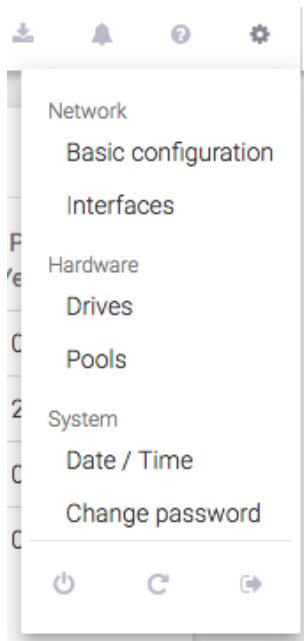 Network
Basic configuration
Interfaces
Hardware
Drives
Pools
System
Date / Time
Change password